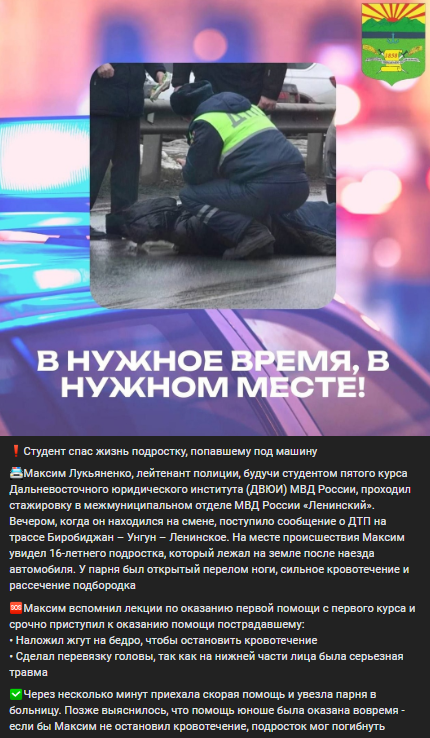 В НУЖНОЕ ВРЕМЯ, В
НУЖНОМ МЕСТЕ!
❗Студент спас жизнь подростку, попавшему под машину
🚔Максим Лукьяненко, лейтенант полиции, будучи студентом пятого курса
Дальневосточного юридического института (ДВЮИ) МВД России, проходил
стажировку в межмуниципальном отделе МВД России «Ленинский».
Вечером, когда он находился на смене, поступило сообщение о ДТП на
трассе Биробиджан – Унгун – Ленинское. На месте происшествия Максим
увидел 16-летнего подростка, который лежал на земле после наезда
автомобиля. У парня был открытый перелом ноги, сильное кровотечение и
рассечение подбородка
🆘Максим вспомнил лекции по оказанию первой помощи с первого курса и
срочно приступил к оказанию помощи пострадавшему:
• Наложил жгут на бедро, чтобы остановить кровотечение
• Сделал перевязку головы, так как на нижней части лица была серьезная
травма
✅Через несколько минут приехала скорая помощь и увезла парня в
больницу. Позже выяснилось, что помощь юноше была оказана вовремя -
если бы Максим не остановил кровотечение, подросток мог погибнуть